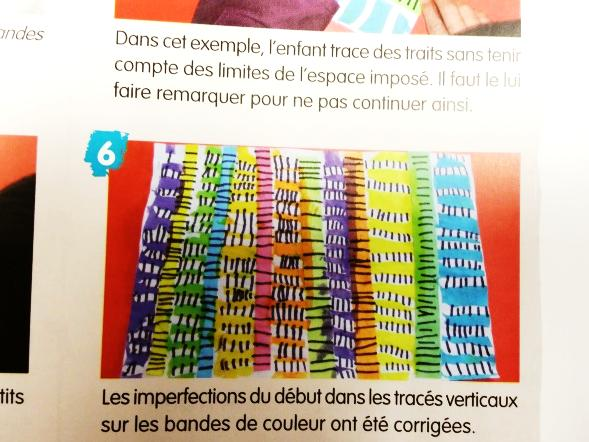 andes
Dans cet exemple, l'enfant trace des traits sans tenir
compte des limites de l'espace imposé. Il faut le lui
faire remarquer pour ne pas continuer ainsi.
6
tits
Les imperfections du début dans les tracés verticaux
sur les bandes de couleur ont été corrigées.